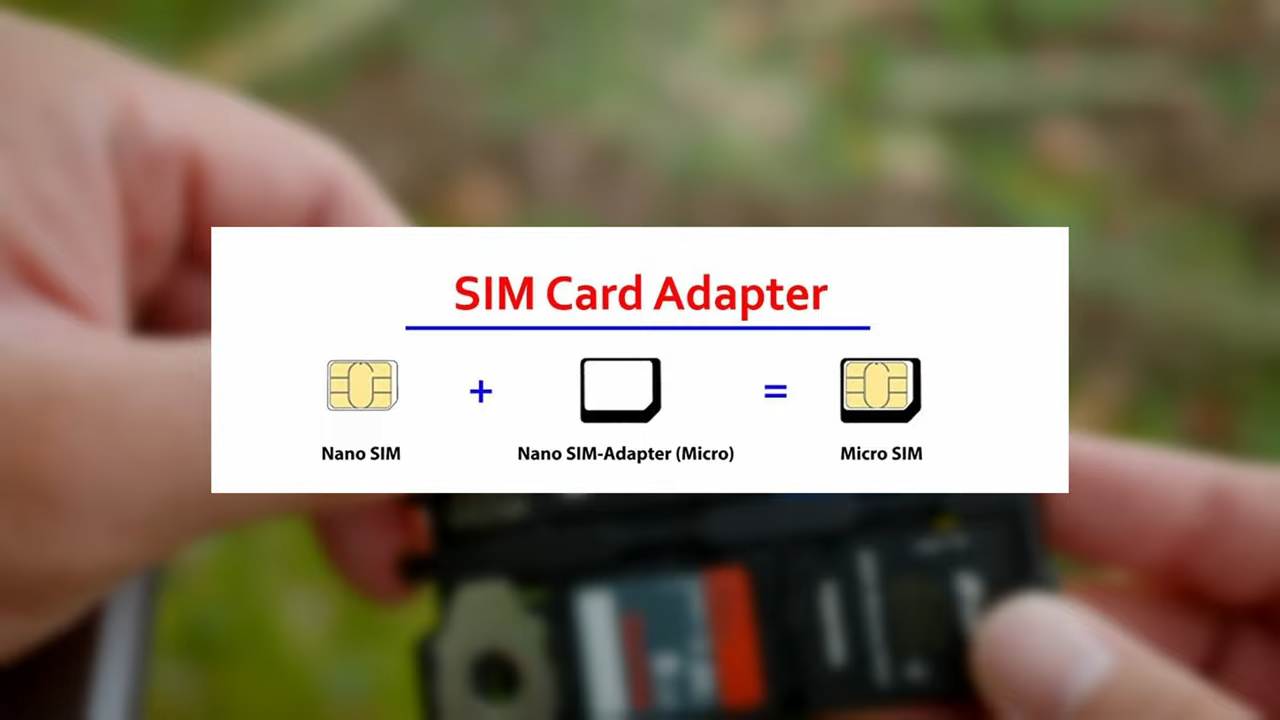 SIM Card Adapter
+ =
Nano SIM Nano SIM-Adapter (Micro) Micro SIM